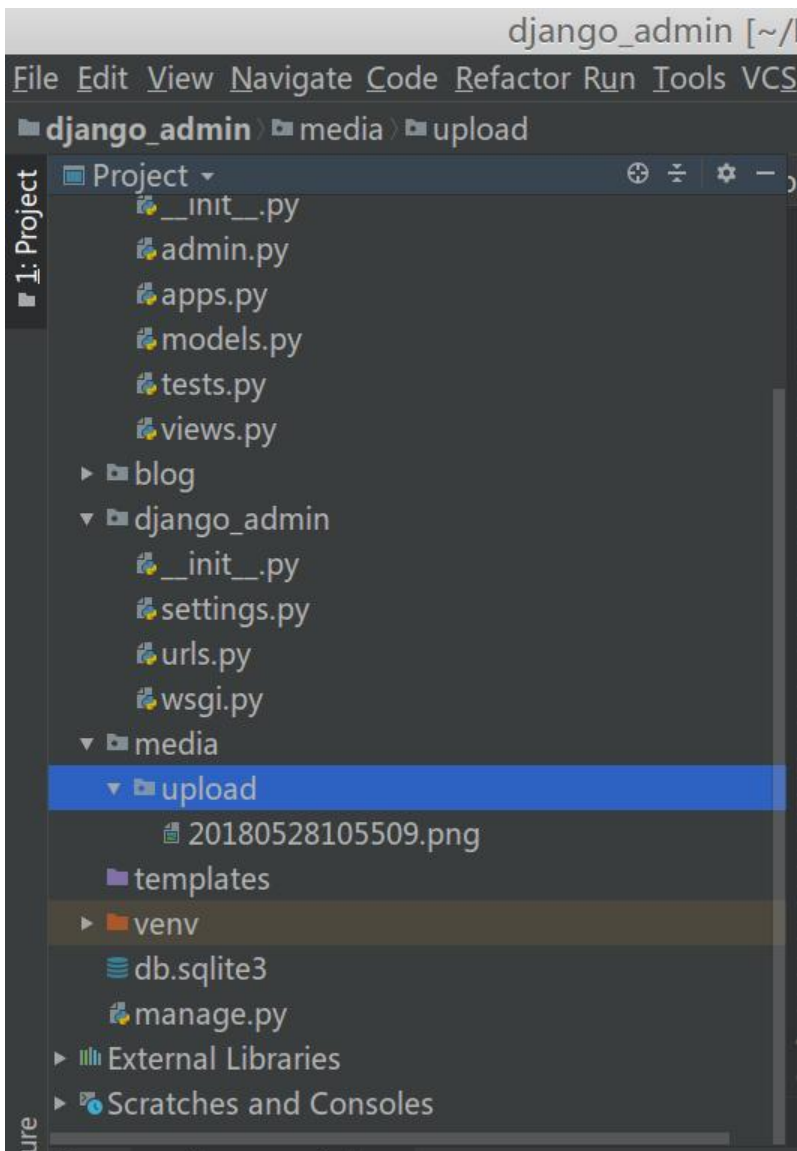 django_admin [~/
File Edit View Navigate Code Refactor Run Tools VCS
django_admin media upload
1: Project
Project
__init__.py
admin.py
apps.py
models.py
tests.py
views.py
blog
django_admin
__init__.py
settings.py
urls.py
wsgi.py
media
upload
20180528105509.png
templates
venv
db.sqlite3
manage.py
External Libraries
Scratches and Consoles
ure